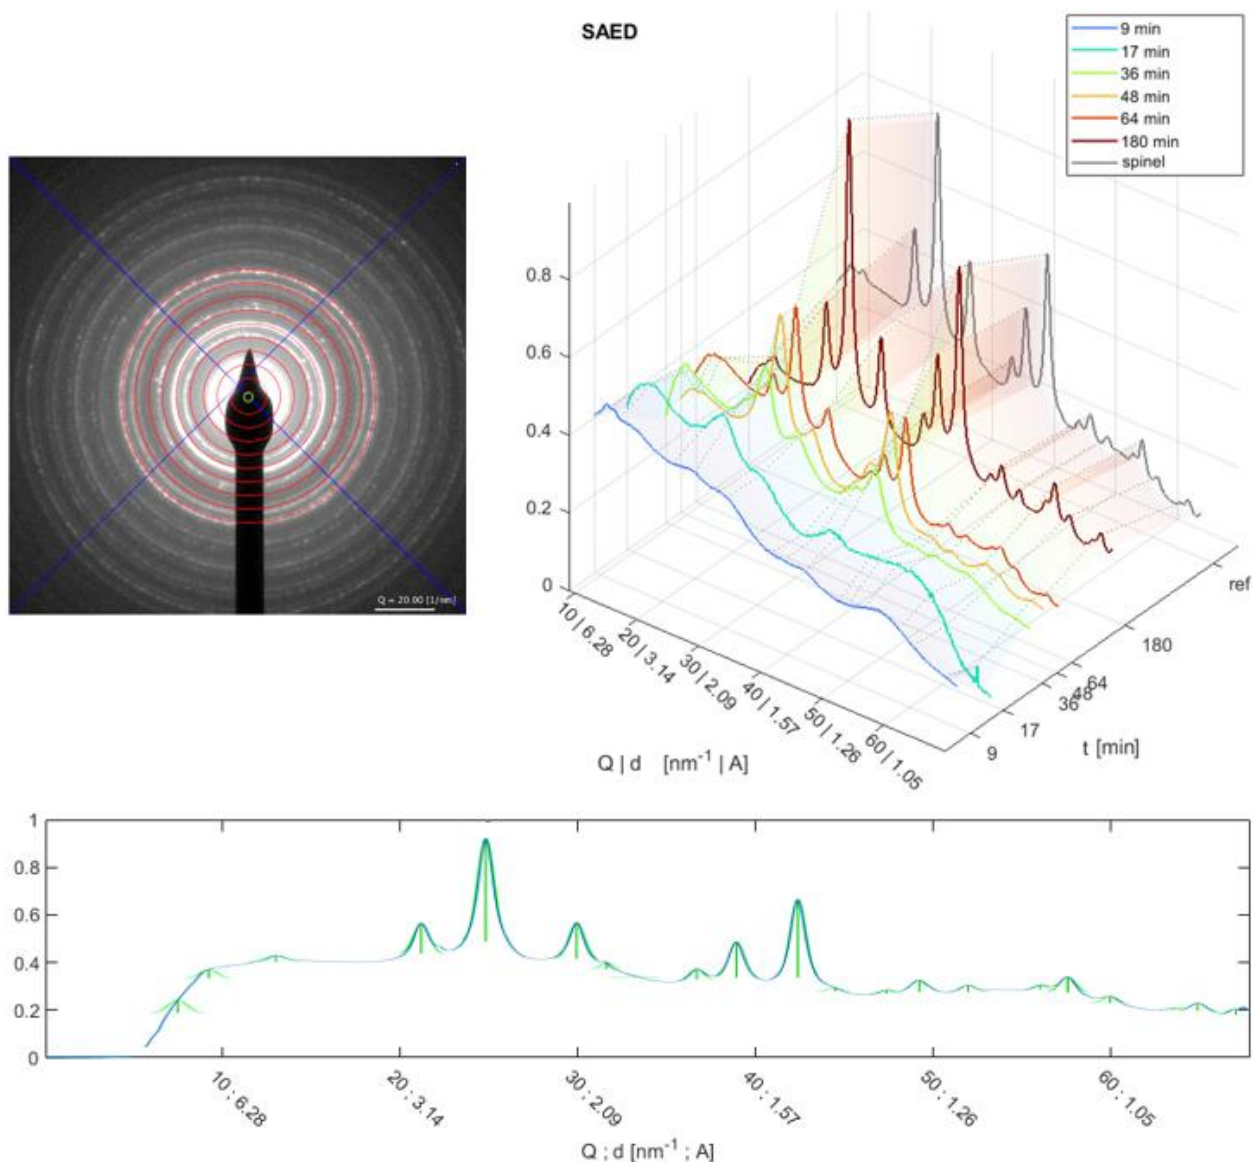 SAED
9 min
17 min
36 min
48 min
64 min
180 min
spinel
Q = 20.00 [1/nm]
0.8
0.6
0.4
0.2
0
10 | 6.28
20 | 3.14
30 | 2.09
40 | 1.57
50 | 1.26
60 | 1.05
9
17
36
48
64
180
ref
Q | d [nm-1 | A]
t [min]
1
0.8
0.6
0.4
0.2
0
10 ; 6.28
20 ; 3.14
30 ; 2.09
40 ; 1.57
50 ; 1.26
60 ; 1.05
Q ; d [nm-1 ; A]